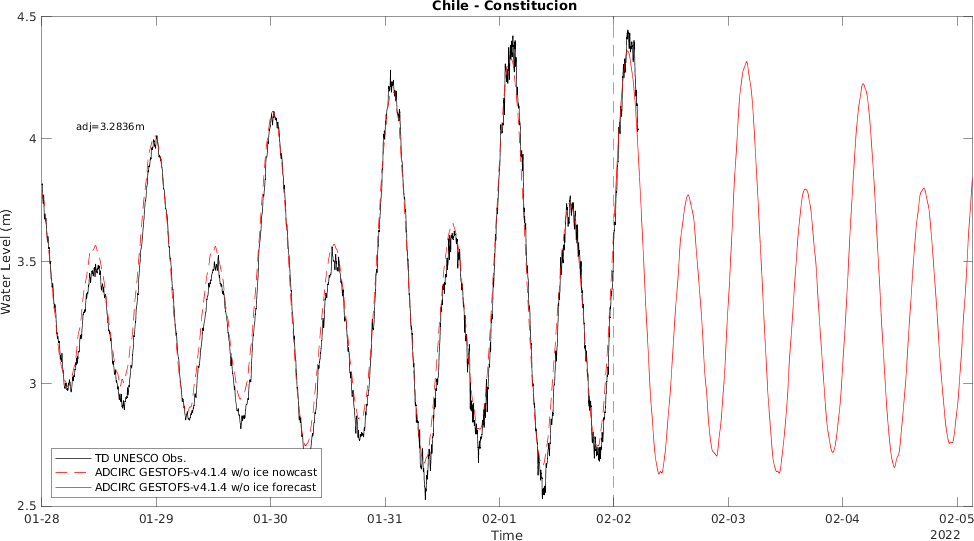 Chile - Constitucion
4.5
4
3.5
3
2.5
Water Level (m)
adj=3.2836m
TD UNESCO Obs.
ADCIRC GESTOFS-v4.1.4 w/o ice nowcast
ADCIRC GESTOFS-v4.1.4 w/o ice forecast
01-28 01-29 01-30 01-31 02-01 02-02 02-03 02-04 02-05
Time
2022